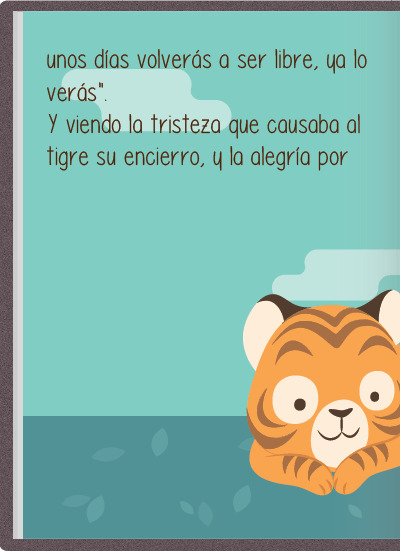 unos días volverás a ser libre, ya lo
verás".
Y viendo la tristeza que causaba al
tigre su encierro, y la alegría por